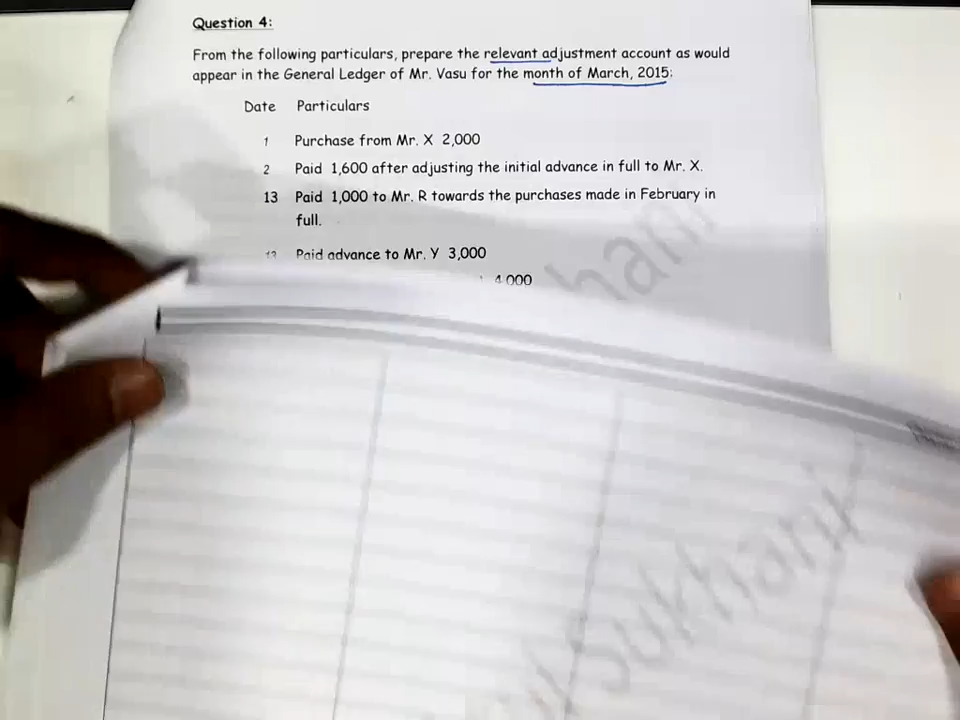 Question 4:
From the following particulars, prepare the relevant adjustment account as would
appear in the General Ledger of Mr. Vasu for the month of March, 2015:
Date Particulars
1 Purchase from Mr. X 2,000
2 Paid 1,600 after adjusting the initial advance in full to Mr. X.
13 Paid 1,000 to Mr. R towards the purchases made in February in
full.
Paid advance to Mr. Y 3,000
4,000
Sukhani